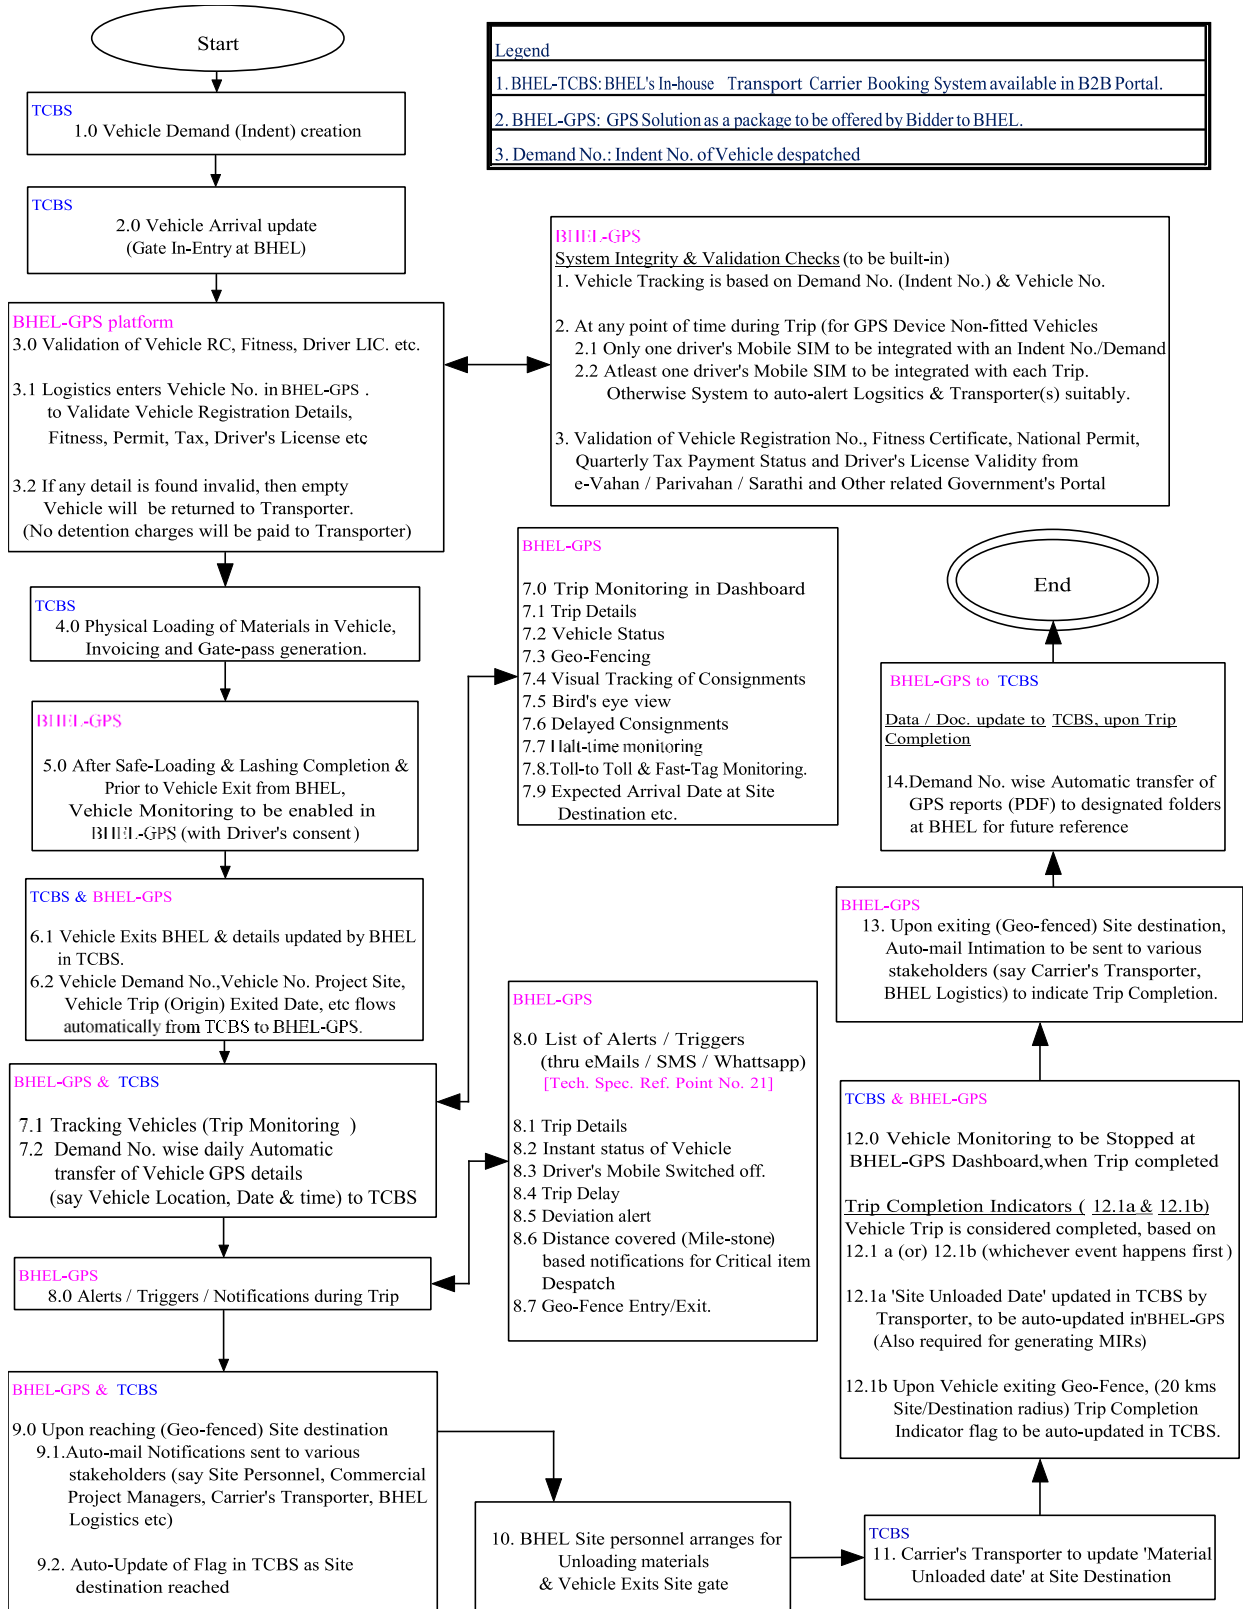 Start
Legend
1. BHEL-TCBS: BHEL's In-house Transport Carrier Booking System available in B2B Portal.
2. BHEL-GPS: GPS Solution as a package to be offered by Bidder to BHEL.
3. Demand No.: Indent No. of Vehicle despatched
TCBS
1.0 Vehicle Demand (Indent) creation
TCBS
2.0 Vehicle Arrival update
(Gate In-Entry at BHEL)
BHEL-GPS platform
3.0 Validation of Vehicle RC, Fitness, Driver LIC. etc.
3.1 Logistics enters Vehicle No. in BHEL-GPS .
to Validate Vehicle Registration Details,
Fitness, Permit, Tax, Driver's License etc
3.2 If any detail is found invalid, then empty
Vehicle will be returned to Transporter.
(No detention charges will be paid to Transporter)
BHEL-GPS
System Integrity & Validation Checks (to be built-in)
1. Vehicle Tracking is based on Demand No. (Indent No.) & Vehicle No.
2. At any point of time during Trip (for GPS Device Non-fitted Vehicles
2.1 Only one driver's Mobile SIM to be integrated with an Indent No./Demand
2.2 Atleast one driver's Mobile SIM to be integrated with each Trip.
Otherwise System to auto-alert Logsitics & Transporter(s) suitably.
3. Validation of Vehicle Registration No., Fitness Certificate, National Permit,
Quarterly Tax Payment Status and Driver's License Validity from
e-Vahan / Parivahan / Sarathi and Other related Government's Portal
TCBS
4.0 Physical Loading of Materials in Vehicle,
Invoicing and Gate-pass generation.
BHEL-GPS
5.0 After Safe-Loading & Lashing Completion &
Prior to Vehicle Exit from BHEL,
Vehicle Monitoring to be enabled in
BHEL-GPS (with Driver's consent )
TCBS & BHEL-GPS
6.1 Vehicle Exits BHEL & details updated by BHEL
in TCBS.
6.2 Vehicle Demand No.,Vehicle No. Project Site,
Vehicle Trip (Origin) Exited Date, etc flows
automatically from TCBS to BHEL-GPS.
BHEL-GPS & TCBS
7.1 Tracking Vehicles (Trip Monitoring )
7.2 Demand No. wise daily Automatic
transfer of Vehicle GPS details
(say Vehicle Location, Date & time) to TCBS
BHEL-GPS
8.0 Alerts / Triggers / Notifications during Trip
BHEL-GPS & TCBS
9.0 Upon reaching (Geo-fenced) Site destination
9.1.Auto-mail Notifications sent to various
stakeholders (say Site Personnel, Commercial
Project Managers, Carrier's Transporter, BHEL
Logistics etc)
9.2. Auto-Update of Flag in TCBS as Site
destination reached
BHEL-GPS
7.0 Trip Monitoring in Dashboard
7.1 Trip Details
7.2 Vehicle Status
7.3 Geo-Fencing
7.4 Visual Tracking of Consignments
7.5 Bird's eye view
7.6 Delayed Consignments
7.7 Halt-time monitoring
7.8.Toll-to Toll & Fast-Tag Monitoring.
7.9 Expected Arrival Date at Site
Destination etc.
BHEL-GPS
8.0 List of Alerts / Triggers
(thru eMails / SMS / Whattsapp)
[Tech. Spec. Ref. Point No. 21]
8.1 Trip Details
8.2 Instant status of Vehicle
8.3 Driver's Mobile Switched off.
8.4 Trip Delay
8.5 Deviation alert
8.6 Distance covered (Mile-stone)
based notifications for Critical item
Despatch
8.7 Geo-Fence Entry/Exit.
10. BHEL Site personnel arranges for
Unloading materials
& Vehicle Exits Site gate
TCBS
11. Carrier's Transporter to update 'Material
Unloaded date' at Site Destination
TCBS & BHEL-GPS
12.0 Vehicle Monitoring to be Stopped at
BHEL-GPS Dashboard,when Trip completed
Trip Completion Indicators ( 12.1a & 12.1b)
Vehicle Trip is considered completed, based on
12.1 a (or) 12.1b (whichever event happens first )
12.1a 'Site Unloaded Date' updated in TCBS by
Transporter, to be auto-updated in'BHEL-GPS
(Also required for generating MIRs)
12.1b Upon Vehicle exiting Geo-Fence, (20 kms
Site/Destination radius) Trip Completion
Indicator flag to be auto-updated in TCBS.
BHEL-GPS
13. Upon exiting (Geo-fenced) Site destination,
Auto-mail Intimation to be sent to various
stakeholders (say Carrier's Transporter,
BHEL Logistics) to indicate Trip Completion.
BHEL-GPS to TCBS
Data / Doc. update to TCBS, upon Trip
Completion
14.Demand No. wise Automatic transfer of
GPS reports (PDF) to designated folders
at BHEL for future reference
End